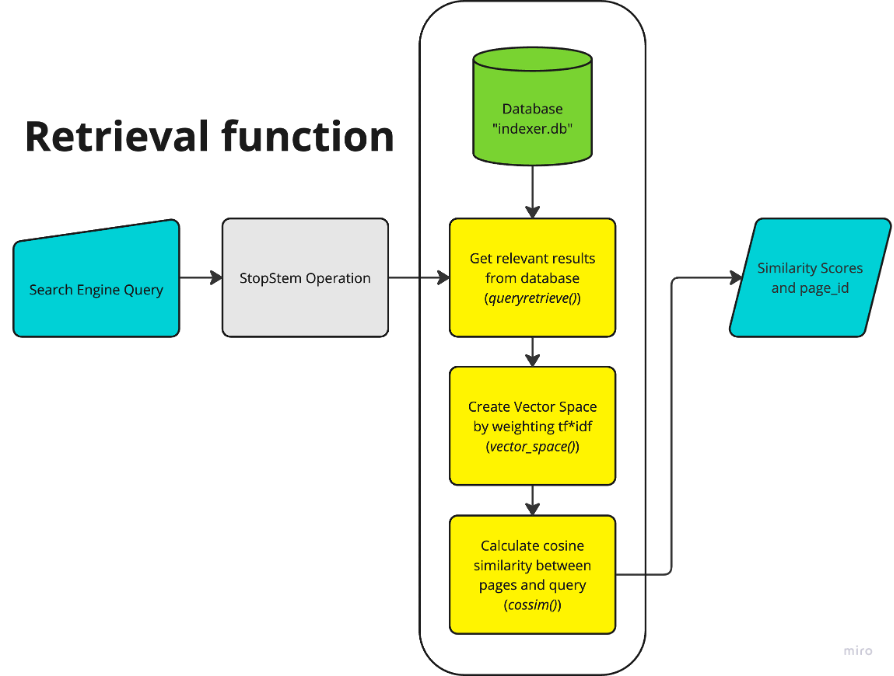 Retrieval function
Database
"indexer.db"
Search Engine Query
StopStem Operation
Get relevant results
from database
(queryretrieve())
Similarity Scores
and page_id
Create Vector Space
by weighting tf*idf
(vector_space())
Calculate cosine
similarity between
pages and query
(cossim())
miro